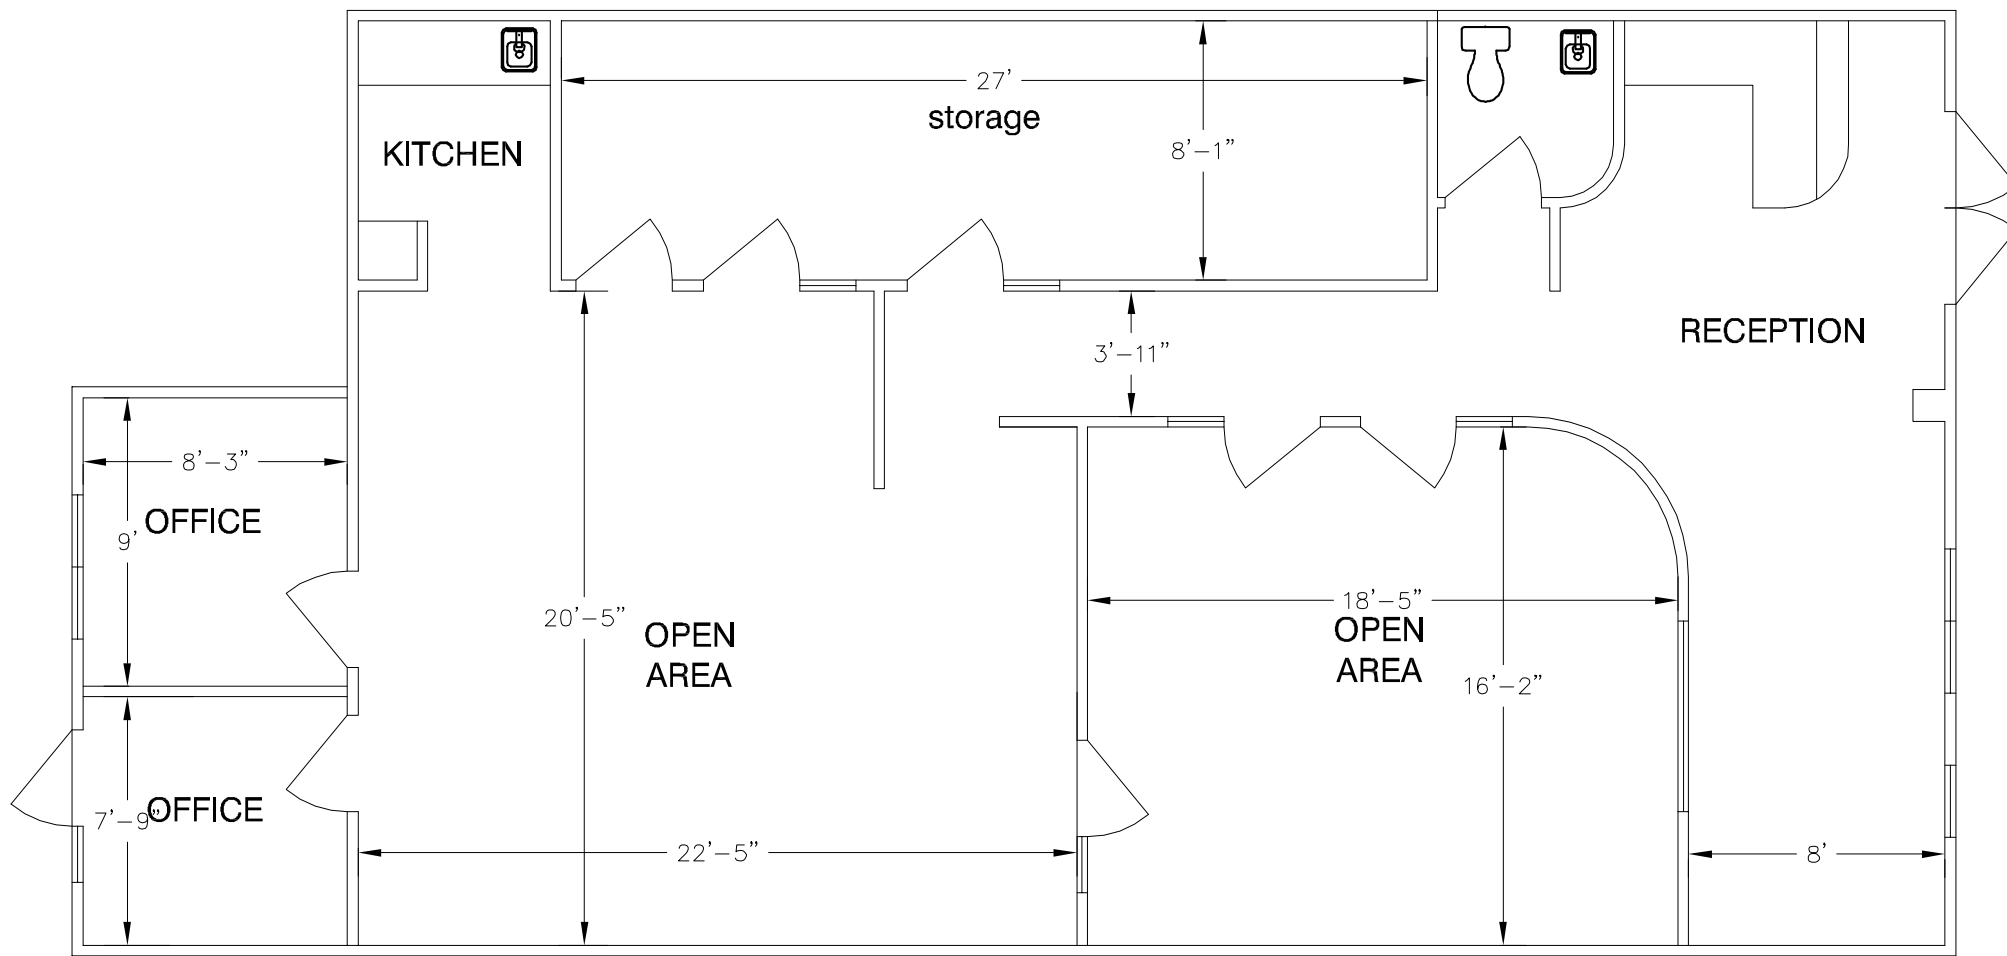 27'
storage
KITCHEN
8'-1"
RECEPTION
3'-11"
8'-3"
OFFICE
9'
18'-5"
20'-5"
OPEN
AREA
OPEN
AREA
16'-2"
OFFICE
7'-9"
22'-5"
8'